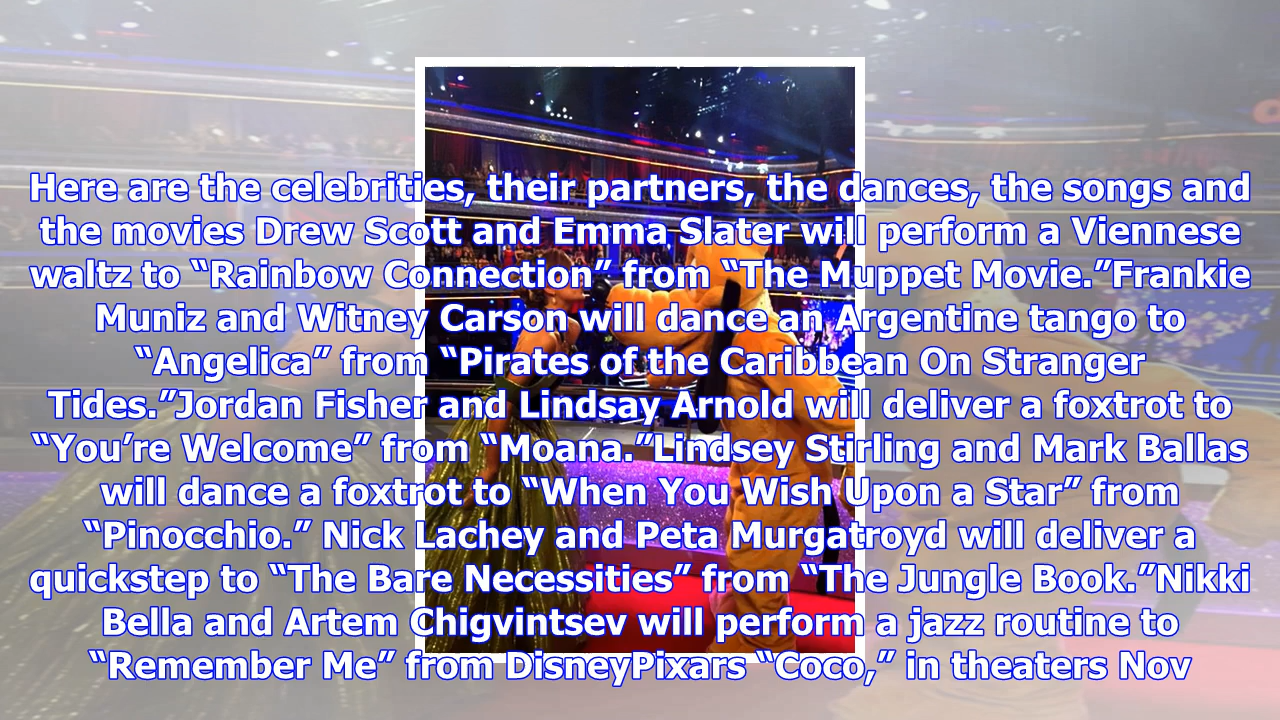 Here are the celebrities, their partners, the dances, the songs and
the movies Drew Scott and Emma Slater will perform a Viennese
waltz to “Rainbow Connection” from “The Muppet Movie.”Frankie
Muniz and Witney Carson will dance an Argentine tango to
“Angelica” from “Pirates of the Caribbean On Stranger
Tides.”Jordan Fisher and Lindsay Arnold will deliver a foxtrot to
“You’re Welcome” from “Moana.”Lindsey Stirling and Mark Ballas
will dance a foxtrot to “When You Wish Upon a Star” from
“Pinocchio.” Nick Lachey and Peta Murgatroyd will deliver a
quickstep to “The Bare Necessities” from “The Jungle Book.”Nikki
Bella and Artem Chigvintsev will perform a jazz routine to
“Remember Me” from DisneyPixars “Coco,” in theaters Nov